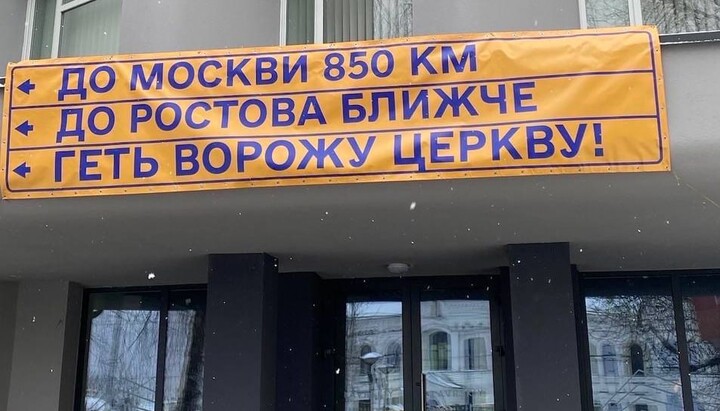 ← ДО МОСКВИ 850 КМ
← ДО РОСТОВА БЛИЖЧЕ
← ГЕТЬ ВОРОЖУ ЦЕРКВУ!